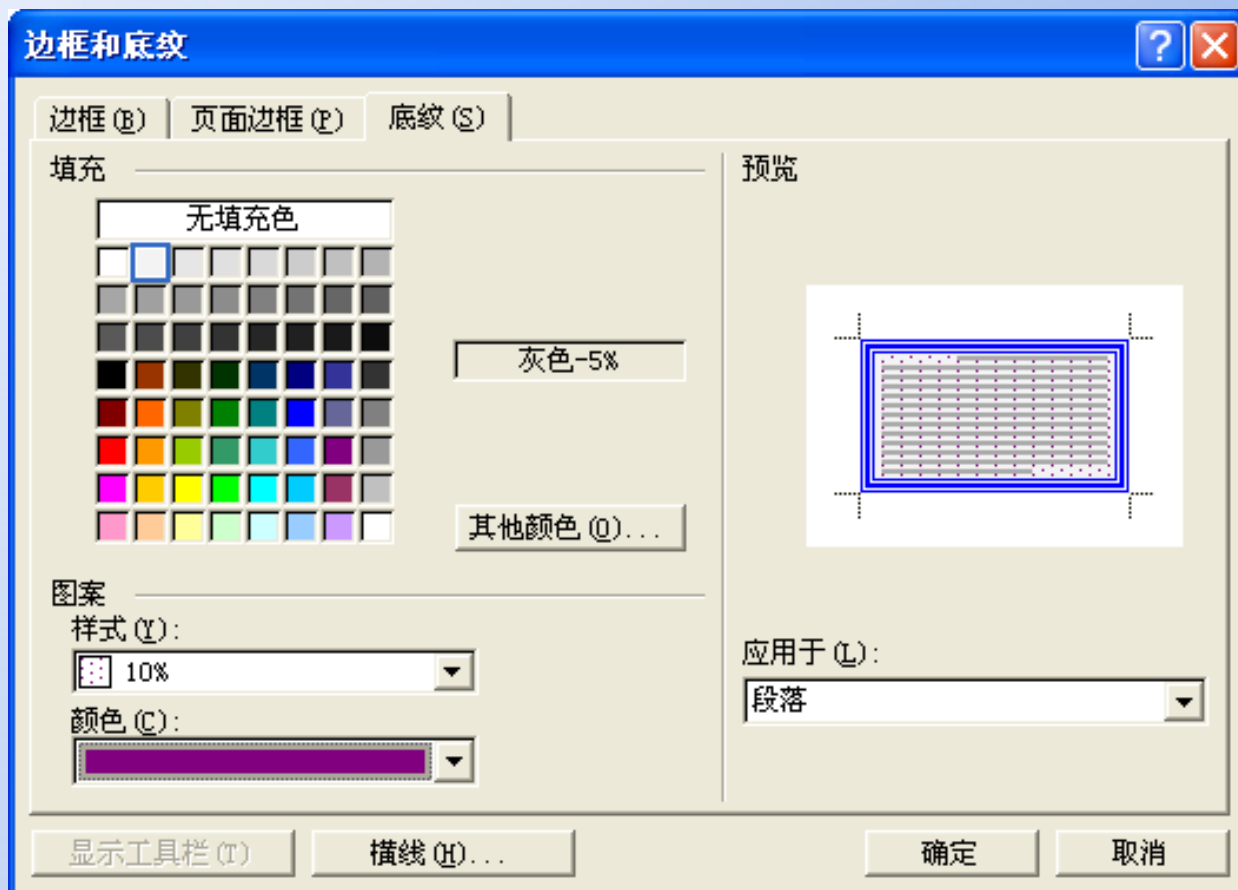 边框和底纹
边框(B) 页面边框(P) 底纹(S)
填充
无填充色
灰色-5%
其他颜色(O)...
图案
样式(Y):
10%
颜色(C):
预览
应用于(L):
段落
显示工具栏(T) 横线(H)... 确定 取消